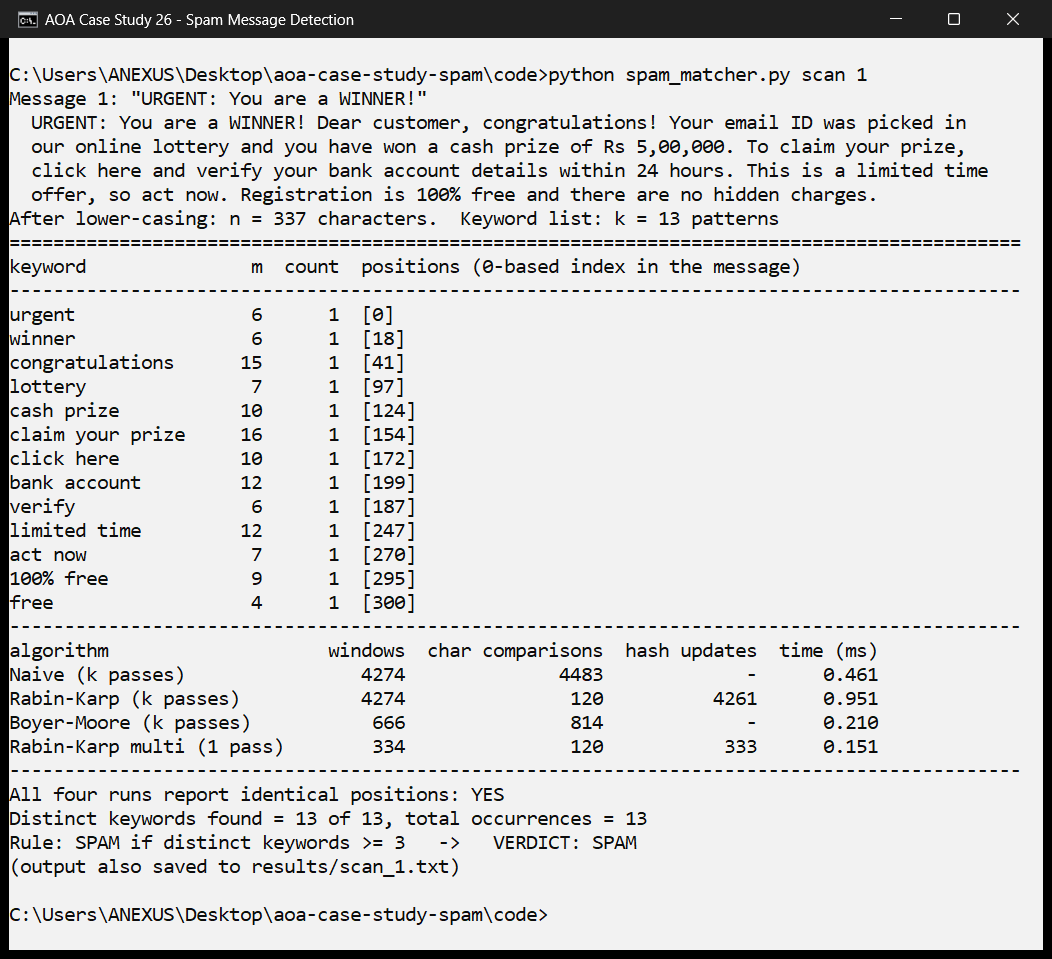 AOA Case Study 26 - Spam Message Detection
C:\Users\ANEXUS\Desktop\aoa-case-study-spam\code>python spam_matcher.py scan 1
Message 1: "URGENT: You are a WINNER!"
  URGENT: You are a WINNER! Dear customer, congratulations! Your email ID was picked in
  our online lottery and you have won a cash prize of Rs 5,00,000. To claim your prize,
  click here and verify your bank account details within 24 hours. This is a limited time
  offer, so act now. Registration is 100% free and there are no hidden charges.
After lower-casing: n = 337 characters.  Keyword list: k = 13 patterns
============================================================================================
keyword               m  count  positions (0-based index in the message)
--------------------------------------------------------------------------------------------
urgent                6      1  [0]
winner                6      1  [18]
congratulations      15      1  [41]
lottery               7      1  [97]
cash prize           10      1  [124]
claim your prize     16      1  [154]
click here           10      1  [172]
bank account         12      1  [199]
verify                6      1  [187]
limited time         12      1  [247]
act now               7      1  [270]
100% free             9      1  [295]
free                  4      1  [300]
--------------------------------------------------------------------------------------------
algorithm                    windows  char comparisons  hash updates  time (ms)
Naive (k passes)                4274              4483             -      0.461
Rabin-Karp (k passes)           4274               120          4261      0.951
Boyer-Moore (k passes)           666               814             -      0.210
Rabin-Karp multi (1 pass)        334               120           333      0.151
--------------------------------------------------------------------------------------------
All four runs report identical positions: YES
Distinct keywords found = 13 of 13, total occurrences = 13
Rule: SPAM if distinct keywords >= 3   ->   VERDICT: SPAM
(output also saved to results/scan_1.txt)
C:\Users\ANEXUS\Desktop\aoa-case-study-spam\code>